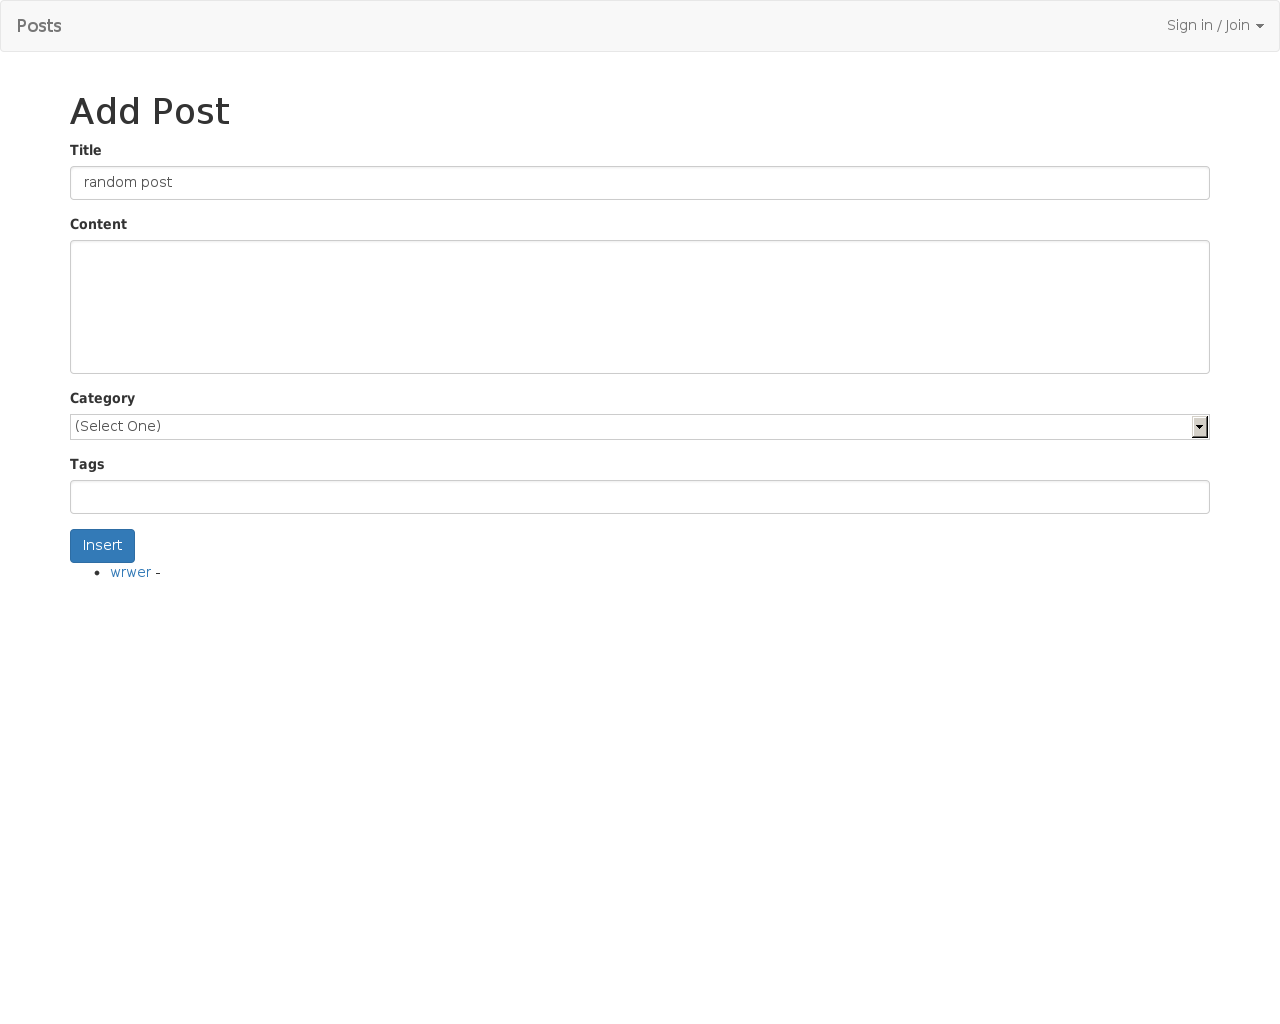 Posts
Sign in / Join
Add Post
Title
random post
Content
Category
(Select One)
Tags
Insert
wrwer -